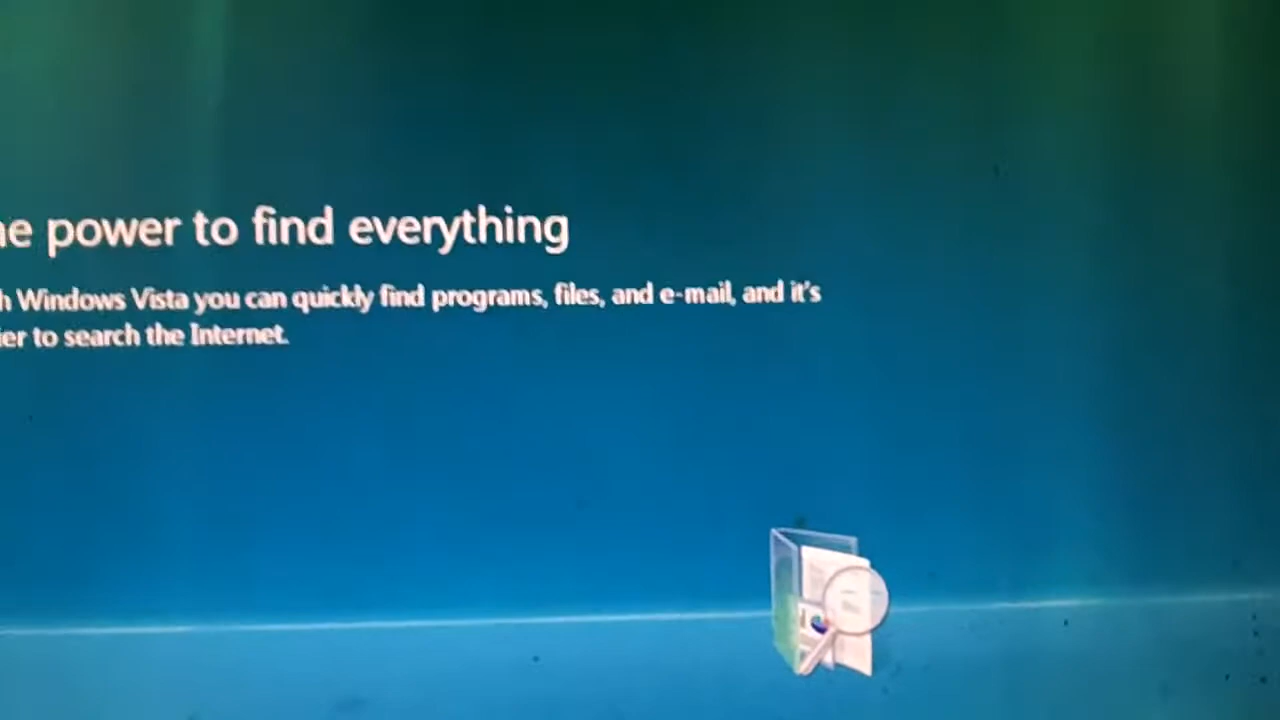 he power to find everything
h Windows Vista you can quickly find programs, files, and e-mail, and it's
ier to search the Internet.